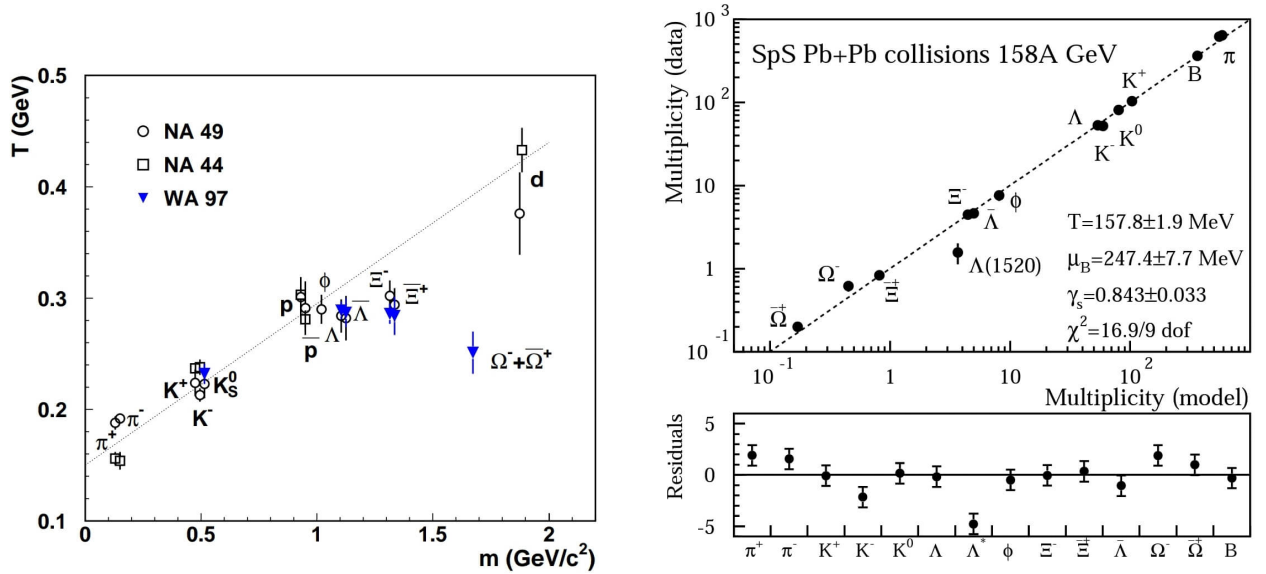 T (GeV)
0.5
0.4
0.3
0.2
0.1
NA 49
NA 44
WA 97
d
Ξ⁻
Ξ̅⁺
ϕ
p
p̅
Λ
Λ̅
Ω⁻+Ω̅⁺
K⁺
K⁰S
K⁻
π⁺
π⁻
0 0.5 1 1.5 2
m (GeV/c²)
Multiplicity (data)
10³
10²
10
1
10⁻¹
SpS Pb+Pb collisions 158A GeV
π
B
K⁺
K⁰
Λ
K⁻
Ξ⁻
Λ̅
ϕ
Λ(1520)
Ω⁻
Ξ̅⁺
Ω̅⁺
T=157.8±1.9 MeV
μB=247.4±7.7 MeV
γs=0.843±0.033
χ²=16.9/9 dof
10⁻¹ 1 10 10²
Multiplicity (model)
Residuals
5
0
-5
π⁺ π⁻ K⁺ K⁻ K⁰ Λ Λ* ϕ Ξ⁻ Ξ̅⁺ Λ̅ Ω⁻ Ω̅⁺ B